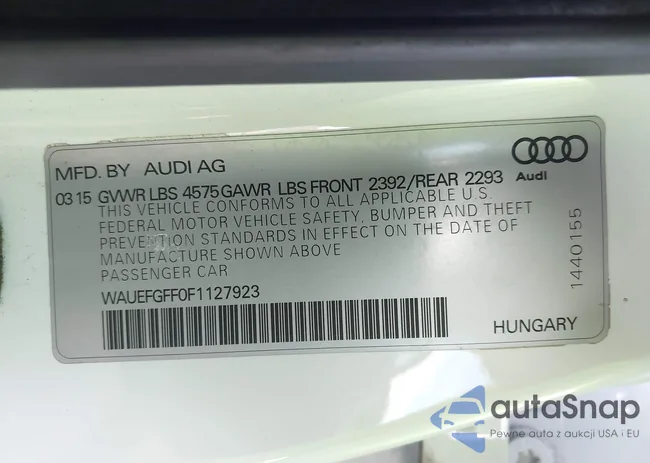 MFD. BY AUDI AG
0315 GVWR LBS 4575 GAWR LBS FRONT 2392/REAR 2293
Audi
THIS VEHICLE CONFORMS TO ALL APPLICABLE U.S.
FEDERAL MOTOR VEHICLE SAFETY, BUMPER AND THEFT
PREVENTION STANDARDS IN EFFECT ON THE DATE OF
MANUFACTURE SHOWN ABOVE
PASSENGER CAR
1440155
WAUEFGFF0F1127923
HUNGARY
autaSnap
Pewne auta z aukcji USA i EU